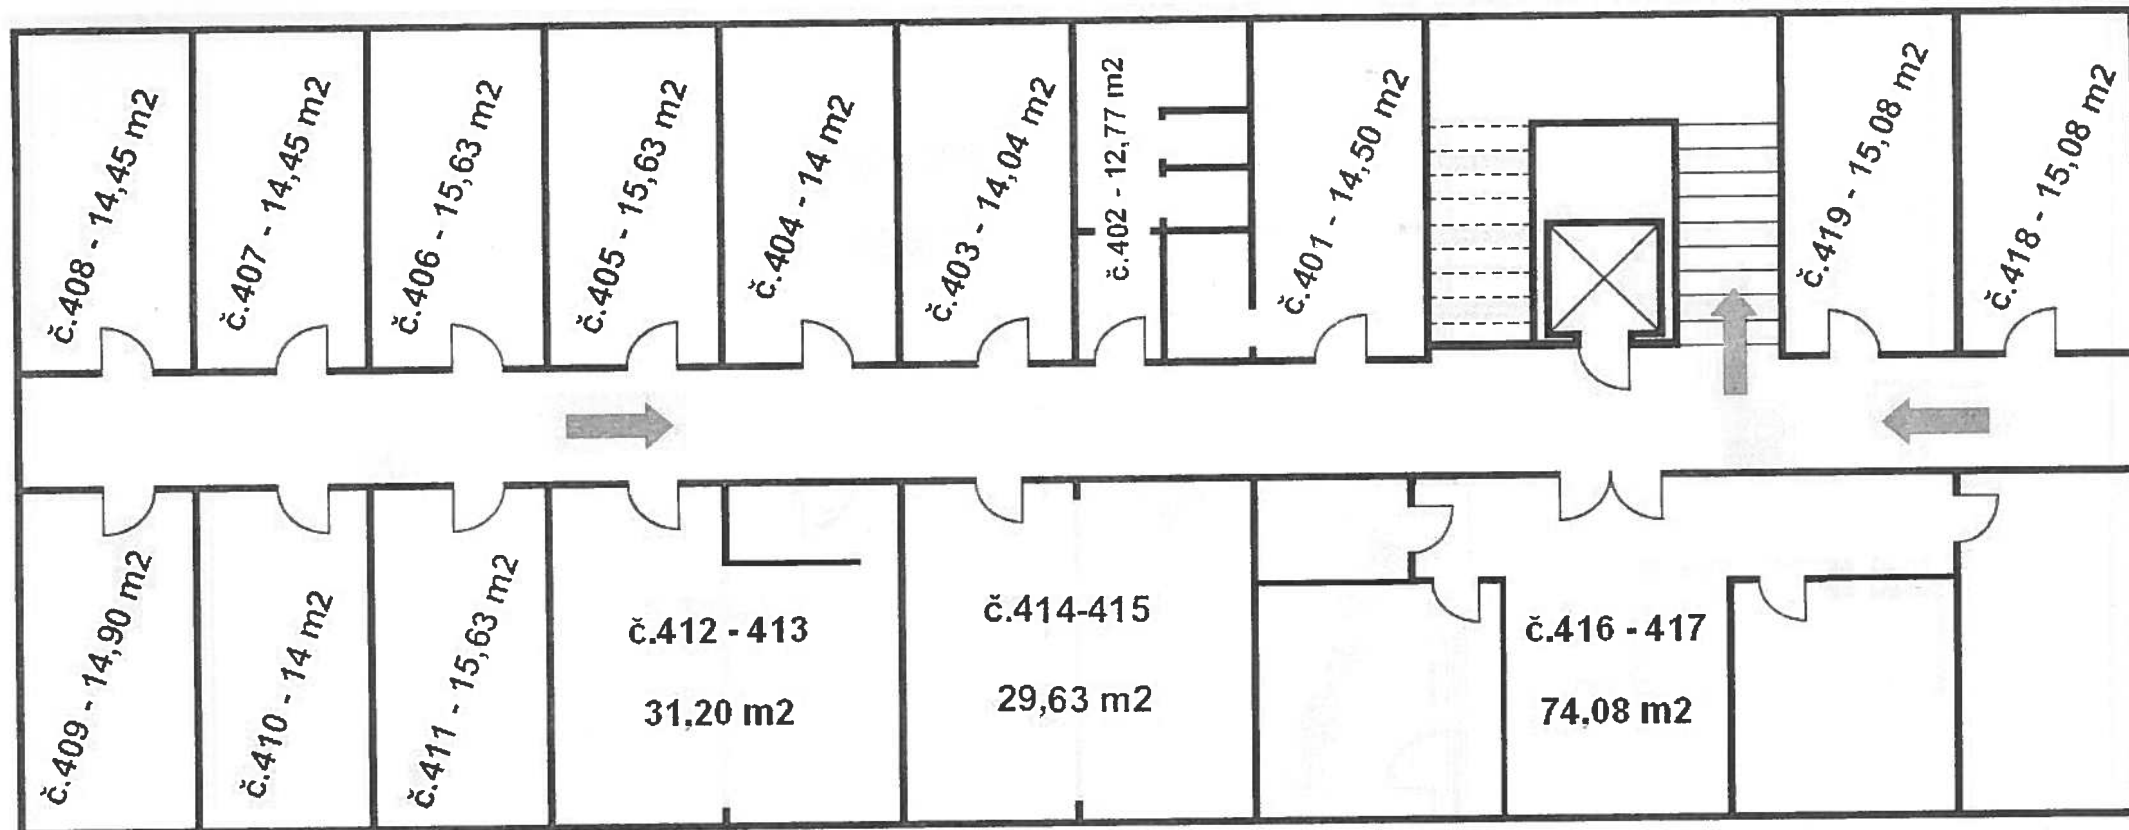 č.408 - 14,45 m2
č.407 - 14,45 m2
č.406 - 15,63 m2
č.405 - 15,63 m2
č.404 - 14 m2
č.403 - 14,04 m2
č.402 - 12,77 m2
č.401 - 14,50 m2
č.419 - 15,08 m2
č.418 - 15,08 m2
č.409 - 14,90 m2
č.410 - 14 m2
č.411 - 15,63 m2
č.412 - 413
31,20 m2
č.414-415
29,63 m2
č.416 - 417
74,08 m2